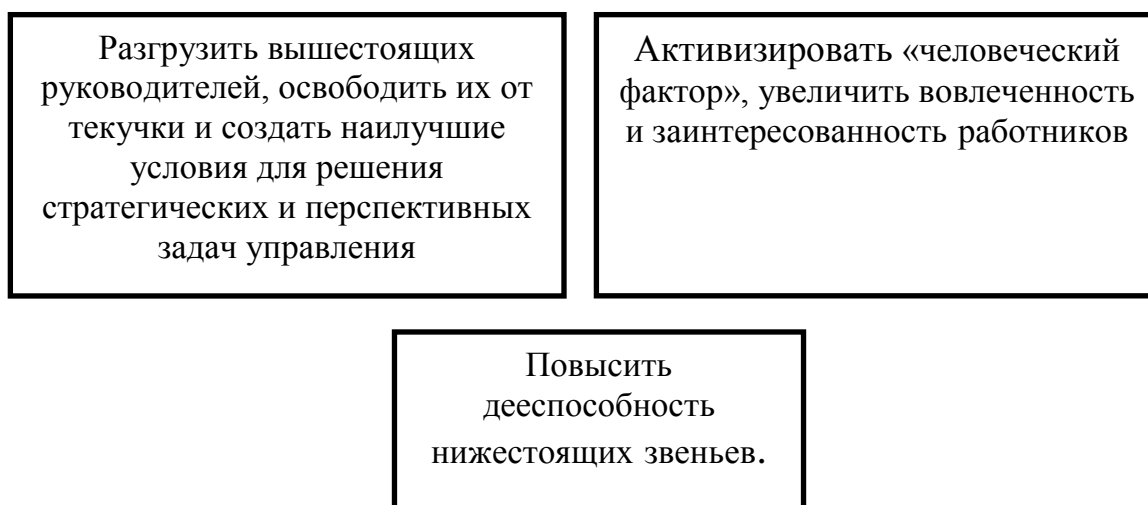 Разгрузить вышестоящих
руководителей, освободить их от
текучки и создать наилучшие
условия для решения
стратегических и перспективных
задач управления
Активизировать «человеческий
фактор», увеличить вовлеченность
и заинтересованность работников
Повысить
дееспособность
нижестоящих звеньев.